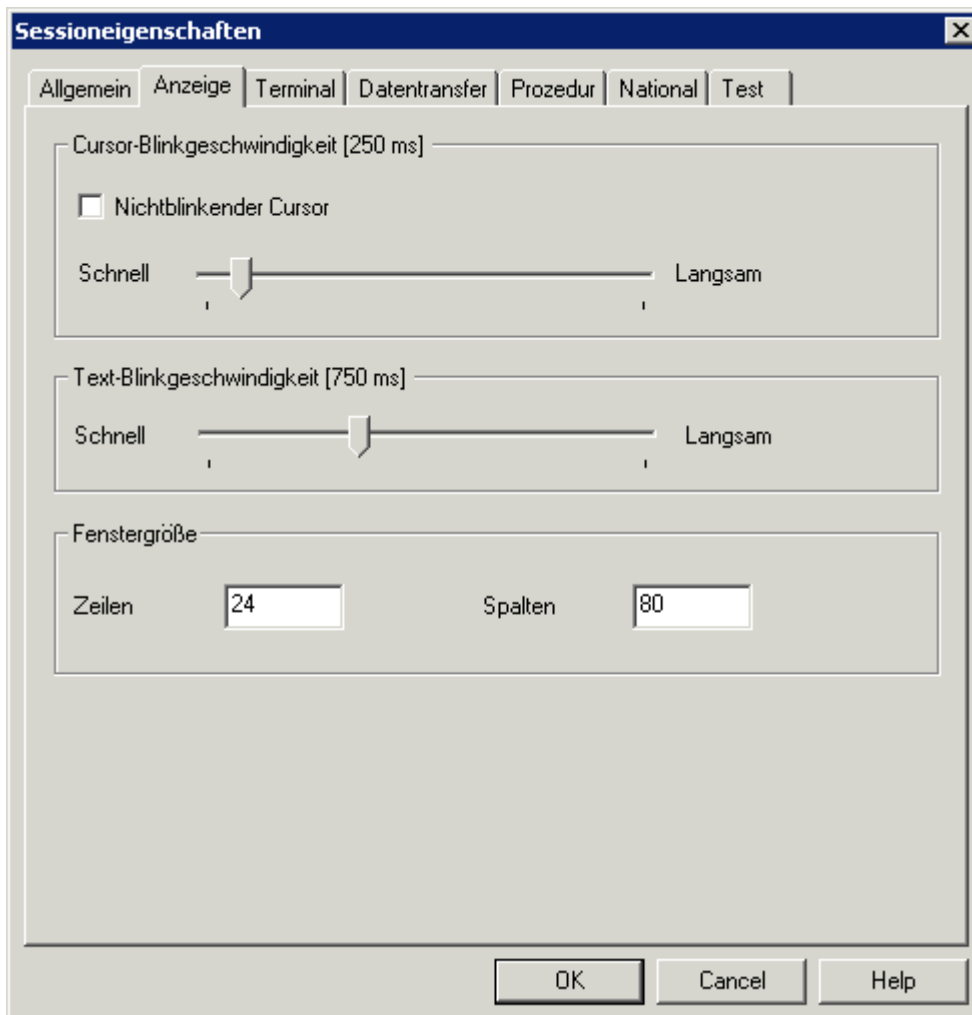 Sessioneigenschaften
Allgemein Anzeige Terminal Datentransfer Prozedur National Test
Cursor-Blinkgeschwindigkeit [250 ms]
Nichtblinkender Cursor
Schnell Langsam
Text-Blinkgeschwindigkeit [750 ms]
Schnell Langsam
Fenstergröße
Zeilen 24 Spalten 80
OK Cancel Help